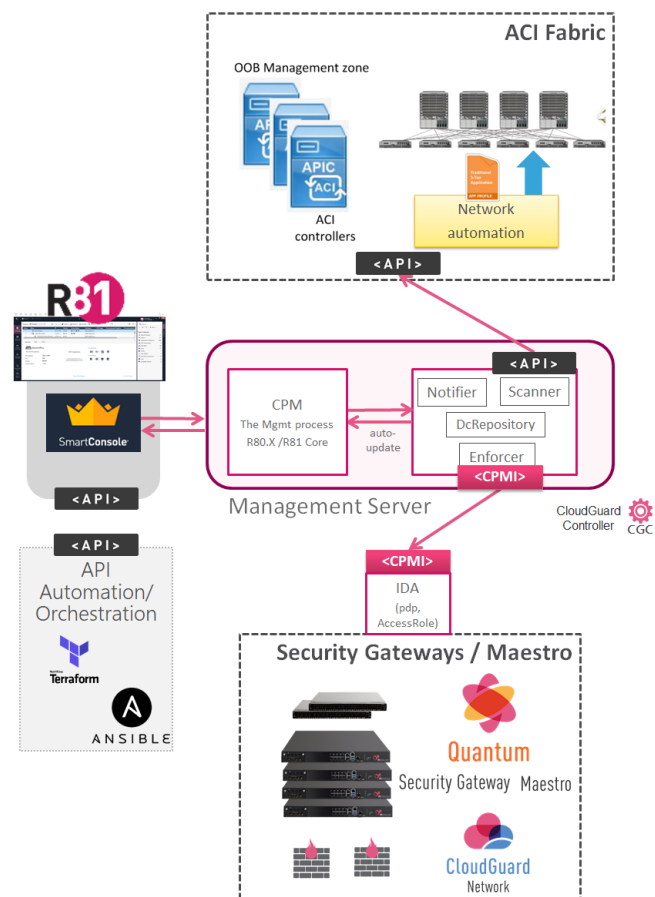 ACI Fabric
OOB Management zone
APIC
ACI
ACI
controllers
Network
automation
<API>
R81
SmartConsole
<API>
<API>
API
Automation/
Orchestration
HashiCorp
Terraform
A
ANSIBLE
<API>
CPM
The Mgmt process
R80.X /R81 Core
auto-
update
Notifier
Scanner
DcRepository
Enforcer
<CPMI>
Management Server
CloudGuard
Controller
CGC
<CPMI>
IDA
(pdp,
AccessRole)
Security Gateways / Maestro
Quantum
Security Gateway Maestro
CloudGuard
Network